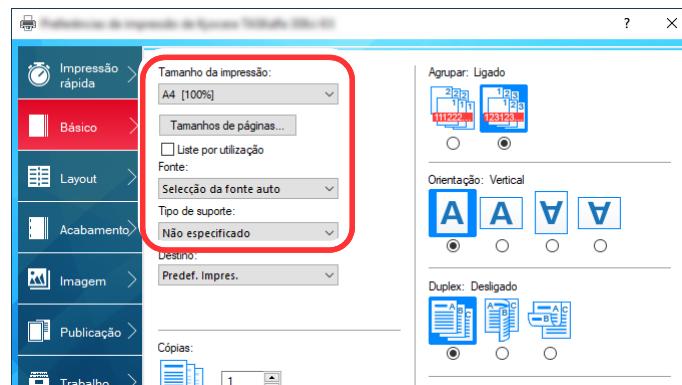 ?
Impressão
rápida
Básico
Layout
Acabamento
Imagem
Publicação
Trabalho
Tamanho da impressão:
A4 [100%]
Tamanhos de páginas...
Liste por utilização
Fonte:
Selecção da fonte auto
Tipo de suporte:
Não especificado
Destino:
Predef. Impres.
Cópias:
1
Agrupar: Ligado
Orientação: Vertical
Duplex: Desligado